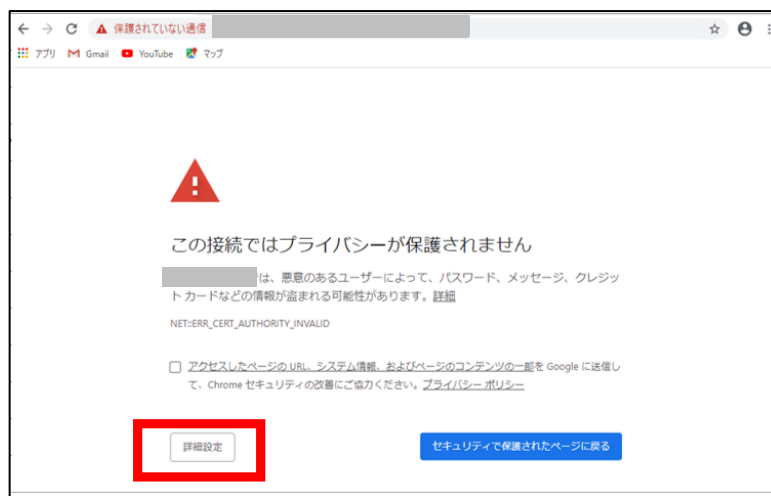 保護されていない通信
アプリ M Gmail YouTube マップ
この接続ではプライバシーが保護されません
は、悪意のあるユーザーによって、パスワード、メッセージ、クレジッ
ト カードなどの情報が盗まれる可能性があります。詳細
NET::ERR_CERT_AUTHORITY_INVALID
アクセスしたページの URL、システム情報、およびページのコンテンツの一部を Google に送信し
て、Chrome セキュリティの改善にご協力ください。プライバシー ポリシー
詳細設定 セキュリティで保護されたページに戻る